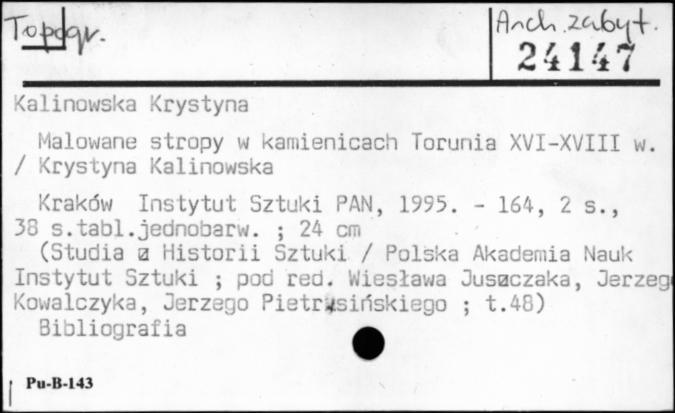 Topogr.
Arch. zabyt.
24147
Kalinowska Krystyna
Malowane stropy w kamienicach Torunia XVI-XVIII w.
/ Krystyna Kalinowska
Kraków Instytut Sztuki PAN, 1995. - 164, 2 s.,
38 s.tabl.jednobarw. ; 24 cm
(Studia z Historii Sztuki / Polska Akademia Nauk
Instytut Sztuki ; pod red. Wiesława Juszczaka, Jerzego
Kowalczyka, Jerzego Pietrusińskiego ; t.48)
Bibliografia
Pu-B-143